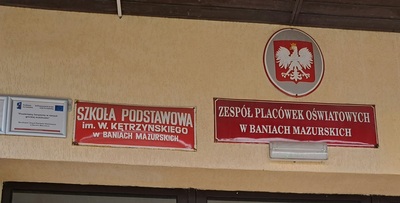 SZKOŁA PODSTAWOWA
im. W. KĘTRZYŃSKIEGO
w BANIACH MAZURSKICH
ZESPÓŁ PLACÓWEK OŚWIATOWYCH
W BANIACH MAZURSKICH